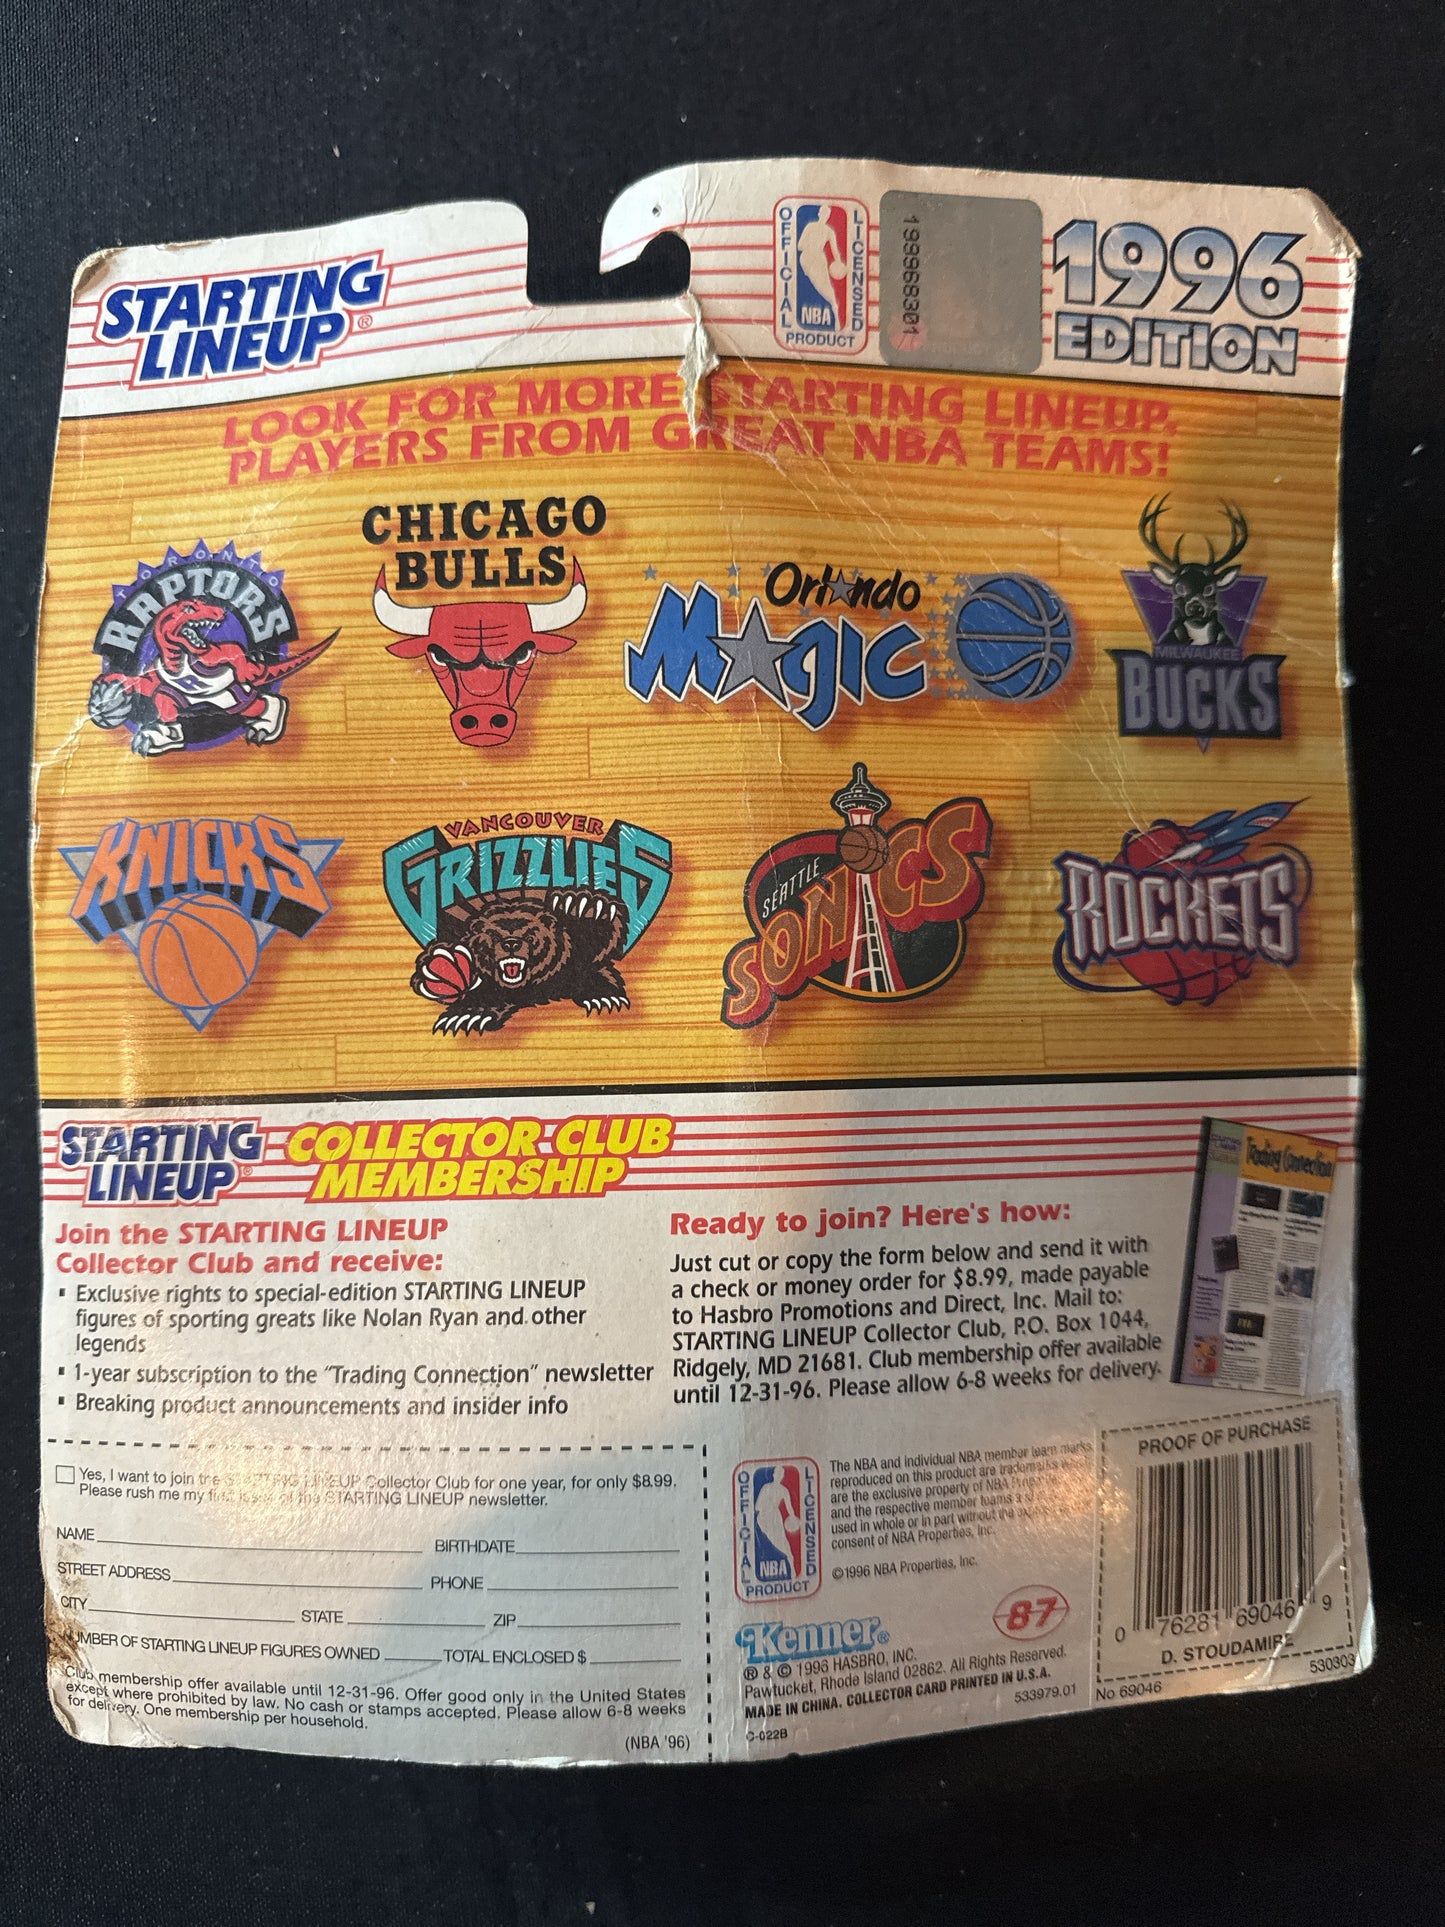 STARTING
LINEUP®
OFFICIAL LICENSED
NBA
PRODUCT
199968301
1996
EDITION
LOOK FOR MORE STARTING LINEUP
PLAYERS FROM GREAT NBA TEAMS!
TORONTO
RAPTORS
CHICAGO
BULLS
Orlando
Magic
MILWAUKEE
BUCKS
KNICKS
VANCOUVER
GRIZZLIES
SEATTLE
SONICS
ROCKETS
STARTING
LINEUP®
COLLECTOR CLUB
MEMBERSHIP
Join the STARTING LINEUP
Collector Club and receive:
▪ Exclusive rights to special-edition STARTING LINEUP
figures of sporting greats like Nolan Ryan and other
legends
▪ 1-year subscription to the "Trading Connection" newsletter
▪ Breaking product announcements and insider info
Ready to join? Here's how:
Just cut or copy the form below and send it with
a check or money order for $8.99, made payable
to Hasbro Promotions and Direct, Inc. Mail to:
STARTING LINEUP Collector Club, P.O. Box 1044,
Ridgely, MD 21681. Club membership offer available
until 12-31-96. Please allow 6-8 weeks for delivery.
Trading Connection
Yes, I want to join the STARTING LINEUP Collector Club for one year, for only $8.99.
Please rush me my first issue of the STARTING LINEUP newsletter.
NAME BIRTHDATE
STREET ADDRESS PHONE
CITY STATE ZIP
NUMBER OF STARTING LINEUP FIGURES OWNED TOTAL ENCLOSED $
Club membership offer available until 12-31-96. Offer good only in the United States
except where prohibited by law. No cash or stamps accepted. Please allow 6-8 weeks
for delivery. One membership per household.
(NBA '96)
OFFICIAL LICENSED
NBA
PRODUCT
The NBA and individual NBA member team marks
reproduced on this product are trademarks which
are the exclusive property of NBA
and the respective member teams and
used in whole or in part without the
consent of NBA Properties, Inc.
©1996 NBA Properties, Inc.
87
Kenner®
® & © 1996 HASBRO, INC.
Pawtucket, Rhode Island 02862. All Rights Reserved.
MADE IN CHINA. COLLECTOR CARD PRINTED IN U.S.A.
533979.01
C-022B
PROOF OF PURCHASE
0 76281 69046 9
D. STOUDAMIRE
530303
No 69046